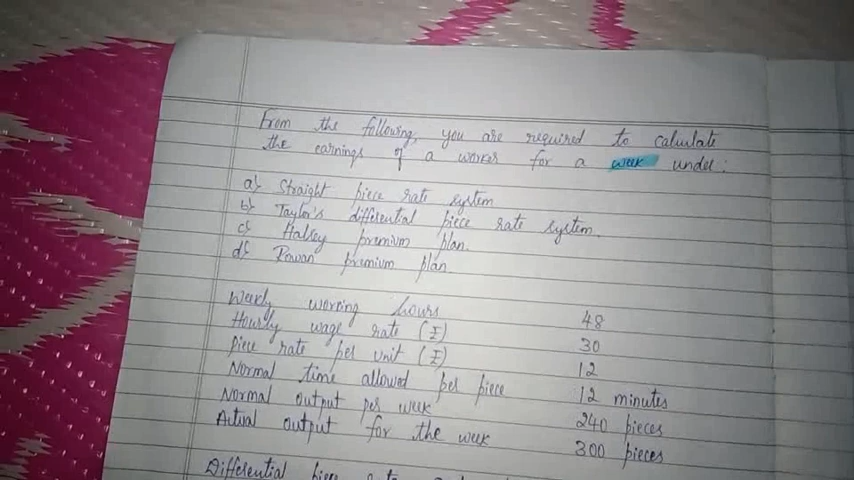 From the following, you are required to calculate
the earnings of a worker for a week under:
a) Straight piece rate system
b) Taylor's differential piece rate system.
c) Halsey premium plan.
d) Rowan premium plan
Weekly working hours 48
Hourly wage rate (₹) 30
Piece rate per unit (₹) 12
Normal time allowed per piece 12 minutes
Normal output per week 240 pieces
Actual output for the week 300 pieces
Differential piece rate